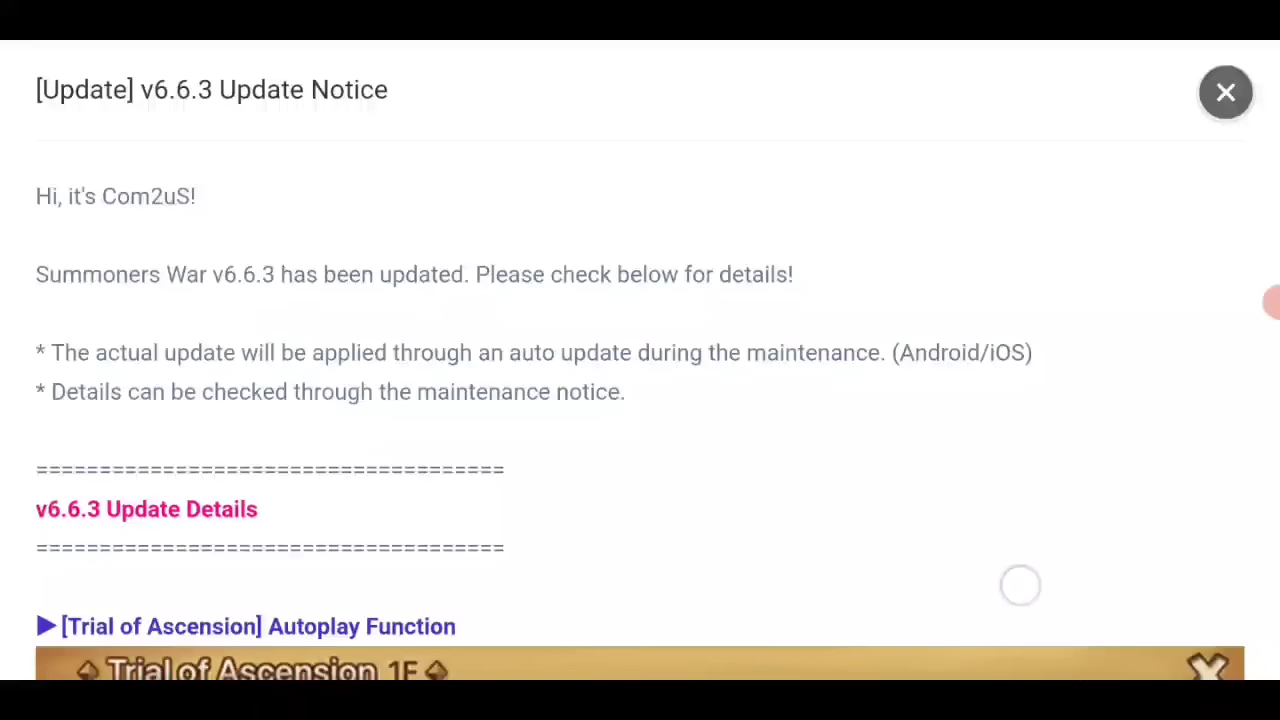 [Update] v6.6.3 Update Notice
Hi, it's Com2uS!
Summoners War v6.6.3 has been updated. Please check below for details!
* The actual update will be applied through an auto update during the maintenance. (Android/iOS)
* Details can be checked through the maintenance notice.
=====================================
v6.6.3 Update Details
=====================================
▶[Trial of Ascension] Autoplay Function
Trial of Ascension 1F